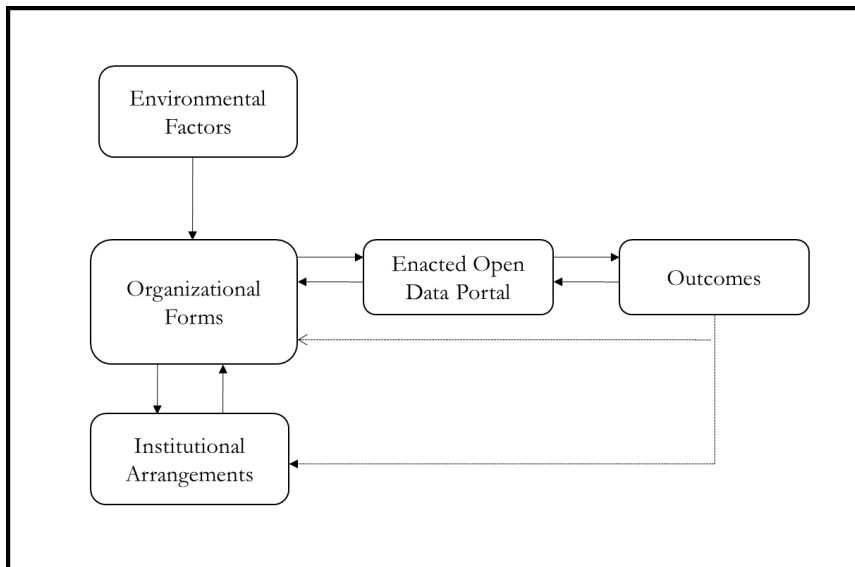 Environmental
Factors
Organizational
Forms
Enacted Open
Data Portal
Outcomes
Institutional
Arrangements